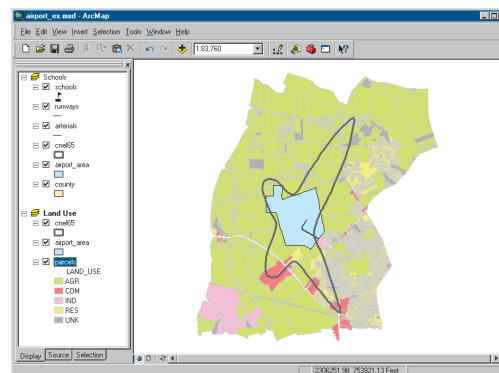 airport_ex.mxd - ArcMap
File Edit View Insert Selection Tools Window Help
1:83,760
Schools
schools
runways
arterials
cnel65
airport_area
county
Land Use
cnel65
airport_area
parcels
LAND_USE
AGR
COM
IND
RES
UNK
Display Source Selection
2306251.98 753921.13 Feet